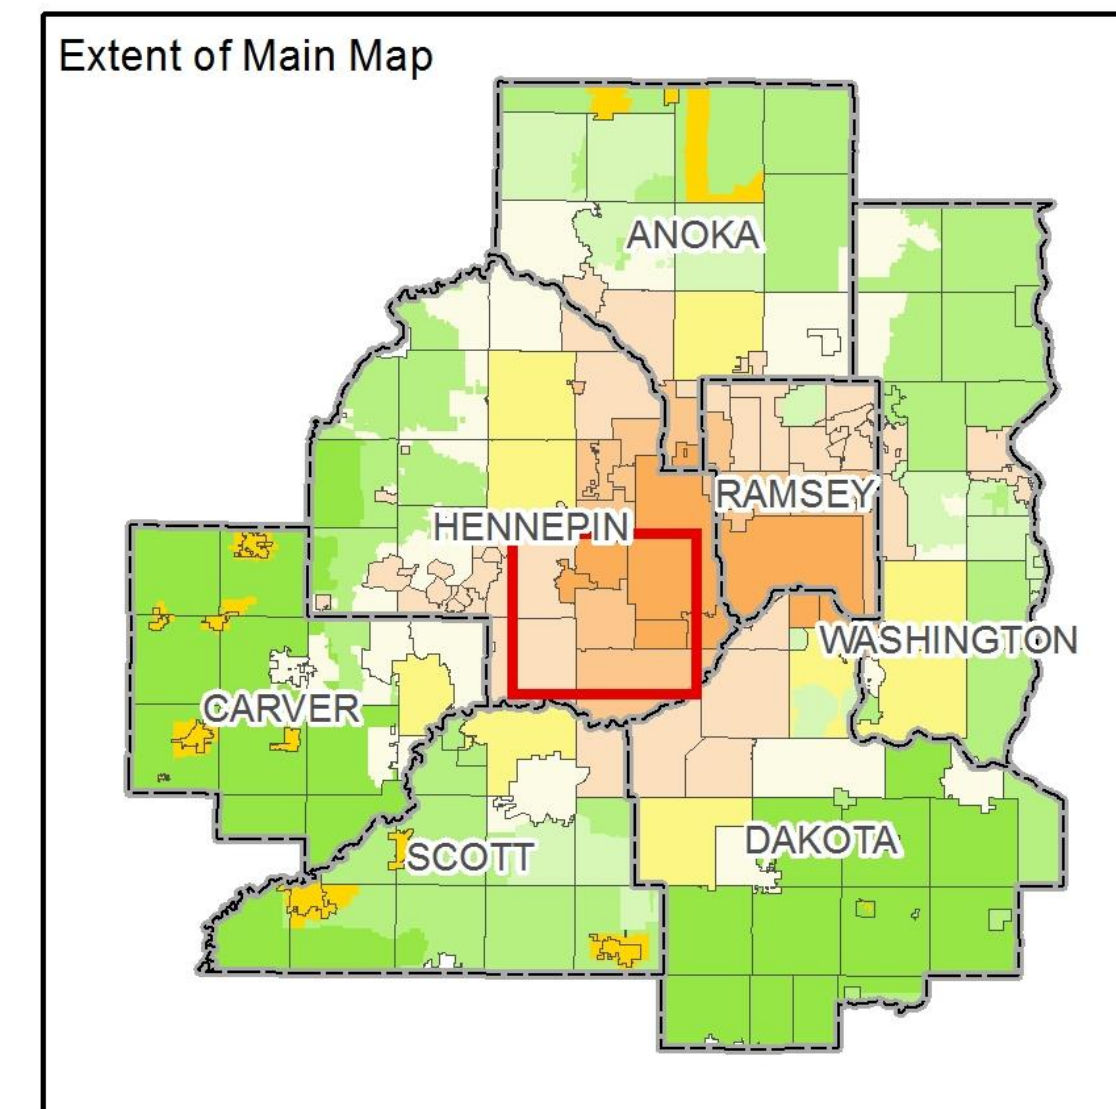 Extent of Main Map
ANOKA
RAMSEY
HENNEPIN
WASHINGTON
CARVER
DAKOTA
SCOTT